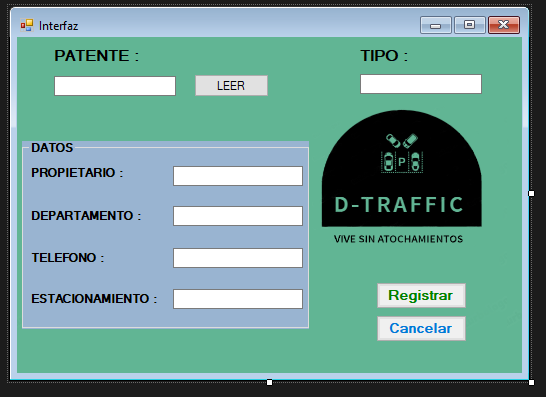 Interfaz
PATENTE :
TIPO :
LEER
DATOS
PROPIETARIO :
DEPARTAMENTO :
TELEFONO :
ESTACIONAMIENTO :
P
D-TRAFFIC
VIVE SIN ATOCHAMIENTOS
Registrar
Cancelar